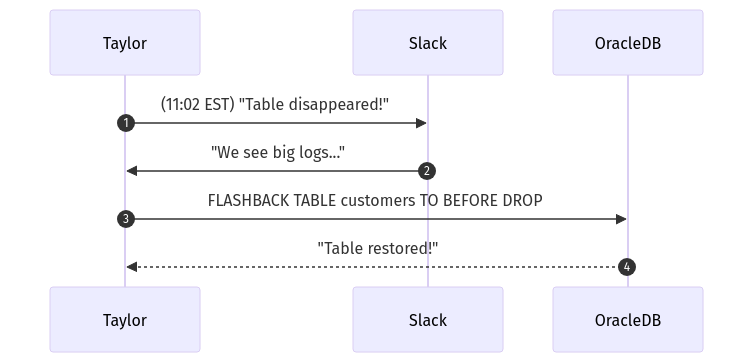 Taylor
Slack
OracleDB
(11:02 EST) "Table disappeared!"
1
"We see big logs..."
2
FLASHBACK TABLE customers TO BEFORE DROP
3
"Table restored!"
4
Taylor
Slack
OracleDB